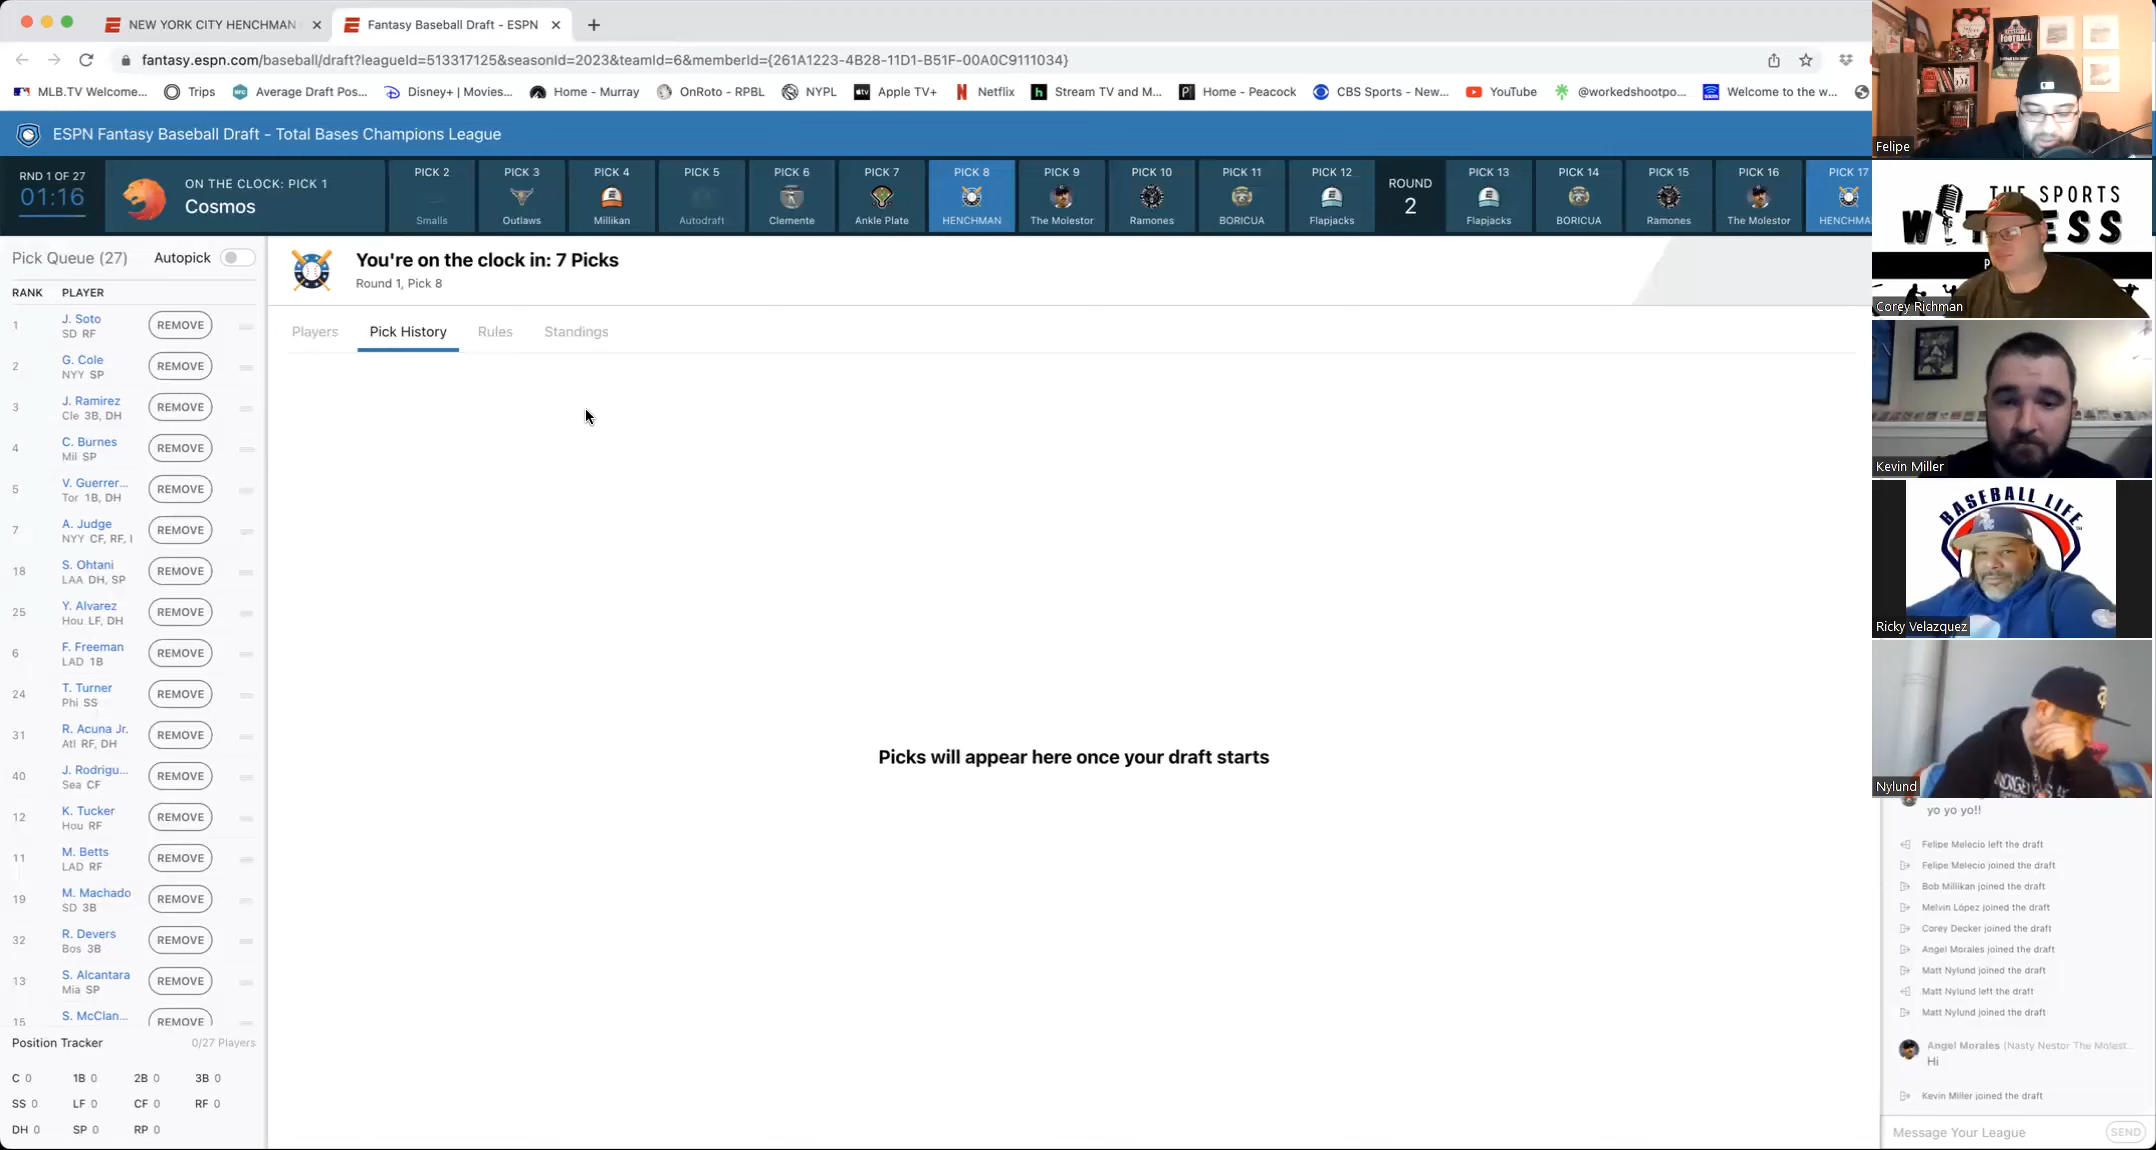 NEW YORK CITY HENCHMAN
Fantasy Baseball Draft - ESPN
fantasy.espn.com/baseball/draft?leagueId=513317125&seasonId=2023&teamId=6&memberId={261A1223-4B28-11D1-B51F-00A0C9111034}
MLB.TV Welcome...
Trips
Average Draft Pos...
Disney+ | Movies...
Home - Murray
OnRoto - RPBL
NYPL
Apple TV+
Netflix
Stream TV and M...
Home - Peacock
CBS Sports - New...
YouTube
@workedshootpo...
Welcome to the w...
ESPN Fantasy Baseball Draft - Total Bases Champions League
RND 1 OF 27
01:16
ON THE CLOCK: PICK 1
Cosmos
PICK 2
Smalls
PICK 3
Outlaws
PICK 4
Millikan
PICK 5
Autodraft
PICK 6
Clemente
PICK 7
Ankle Plate
PICK 8
HENCHMAN
PICK 9
The Molestor
PICK 10
Ramones
PICK 11
BORICUA
PICK 12
Flapjacks
ROUND
2
PICK 13
Flapjacks
PICK 14
BORICUA
PICK 15
Ramones
PICK 16
The Molestor
PICK 17
HENCHMA
Pick Queue (27)
Autopick
RANK PLAYER
1 J. Soto REMOVE
SD RF
2 G. Cole REMOVE
NYY SP
3 J. Ramirez REMOVE
Cle 3B, DH
4 C. Burnes REMOVE
Mil SP
5 V. Guerrer... REMOVE
Tor 1B, DH
7 A. Judge REMOVE
NYY CF, RF, I
18 S. Ohtani REMOVE
LAA DH, SP
25 Y. Alvarez REMOVE
Hou LF, DH
6 F. Freeman REMOVE
LAD 1B
24 T. Turner REMOVE
Phi SS
31 R. Acuna Jr. REMOVE
Atl RF, DH
40 J. Rodrigu... REMOVE
Sea CF
12 K. Tucker REMOVE
Hou RF
11 M. Betts REMOVE
LAD RF
19 M. Machado REMOVE
SD 3B
32 R. Devers REMOVE
Bos 3B
13 S. Alcantara REMOVE
Mia SP
15 S. McClan... REMOVE
Position Tracker 0/27 Players
C 0 1B 0 2B 0 3B 0
SS 0 LF 0 CF 0 RF 0
DH 0 SP 0 RP 0
You're on the clock in: 7 Picks
Round 1, Pick 8
Players
Pick History
Rules
Standings
Picks will appear here once your draft starts
FOOTBALL
Felipe
THE SPORTS
WITNESS
P
Corey Richman
Kevin Miller
BASEBALL LIFE
Ricky Velazquez
Nylund
yo yo yo!!
Felipe Melecio left the draft
Felipe Melecio joined the draft
Bob Millikan joined the draft
Melvin López joined the draft
Corey Decker joined the draft
Angel Morales joined the draft
Matt Nylund joined the draft
Matt Nylund left the draft
Matt Nylund joined the draft
Angel Morales (Nasty Nestor The Molest...
Hi
Kevin Miller joined the draft
Message Your League
SEND